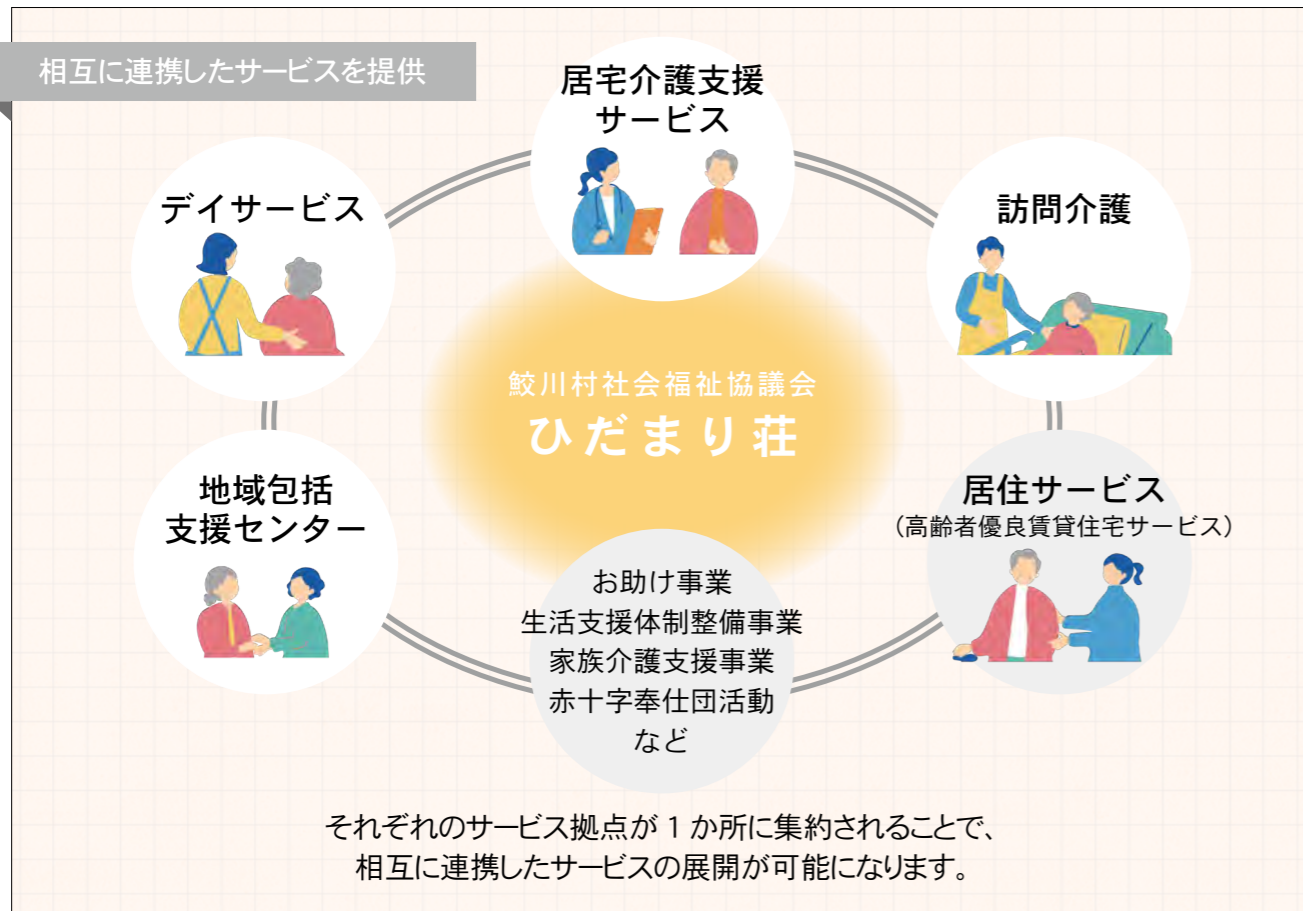 相互に連携したサービスを提供
居宅介護支援
サービス
デイサービス
訪問介護
鮫川村社会福祉協議会
ひだまり荘
地域包括
支援センター
居住サービス
（高齢者優良賃貸住宅サービス）
お助け事業
生活支援体制整備事業
家族介護支援事業
赤十字奉仕団活動
など
それぞれのサービス拠点が 1 か所に集約されることで、
相互に連携したサービスの展開が可能になります。